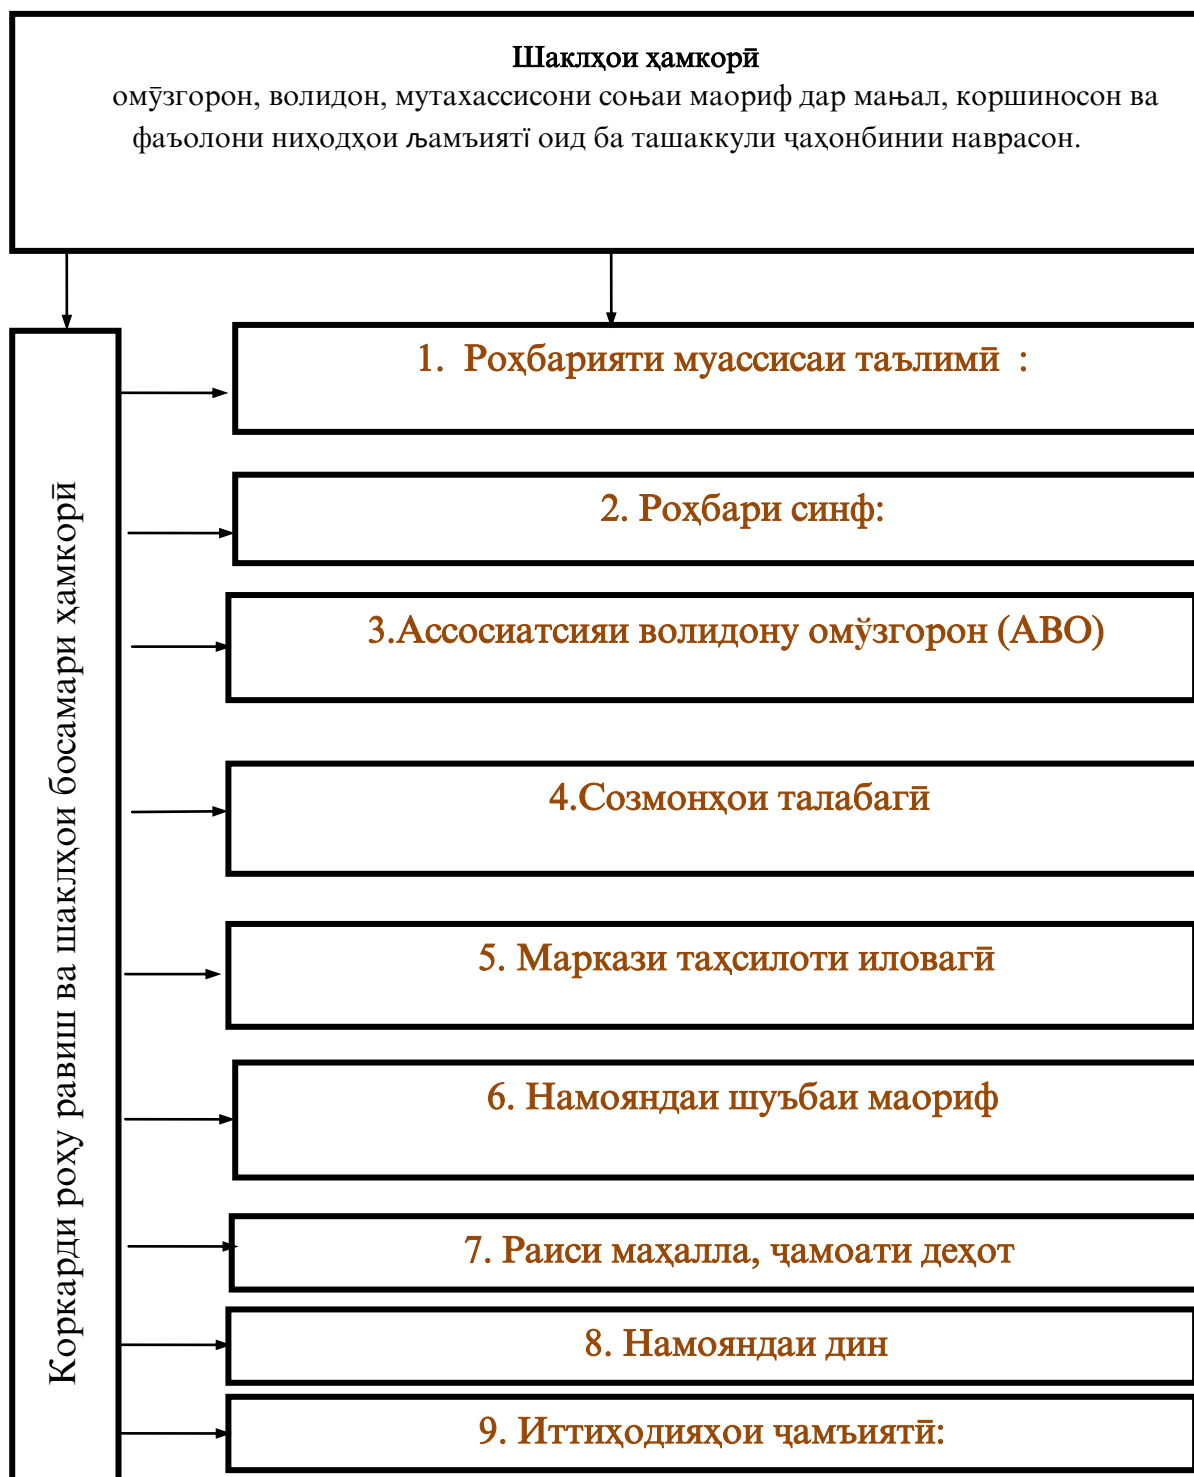 Шаклҳои ҳамкорӣ
омӯзгорон, волидон, мутахассисони соњаи маориф дар мањал, коршиносон ва
фаъолони ниҳодҳои љамъиятї оид ба ташаккули ҷаҳонбинии наврасон.
Коркарди роҳу равиш ва шаклҳои босамари ҳамкорӣ
1. Роҳбарияти муассисаи таълимӣ :
2. Роҳбари синф:
3.Ассосиатсияи волидону омўзгорон (АВО)
4.Созмонҳои талабагӣ
5. Маркази таҳсилоти иловагӣ
6. Намояндаи шуъбаи маориф
7. Раиси маҳалла, ҷамоати деҳот
8. Намояндаи дин
9. Иттиҳодияҳои ҷамъиятӣ: